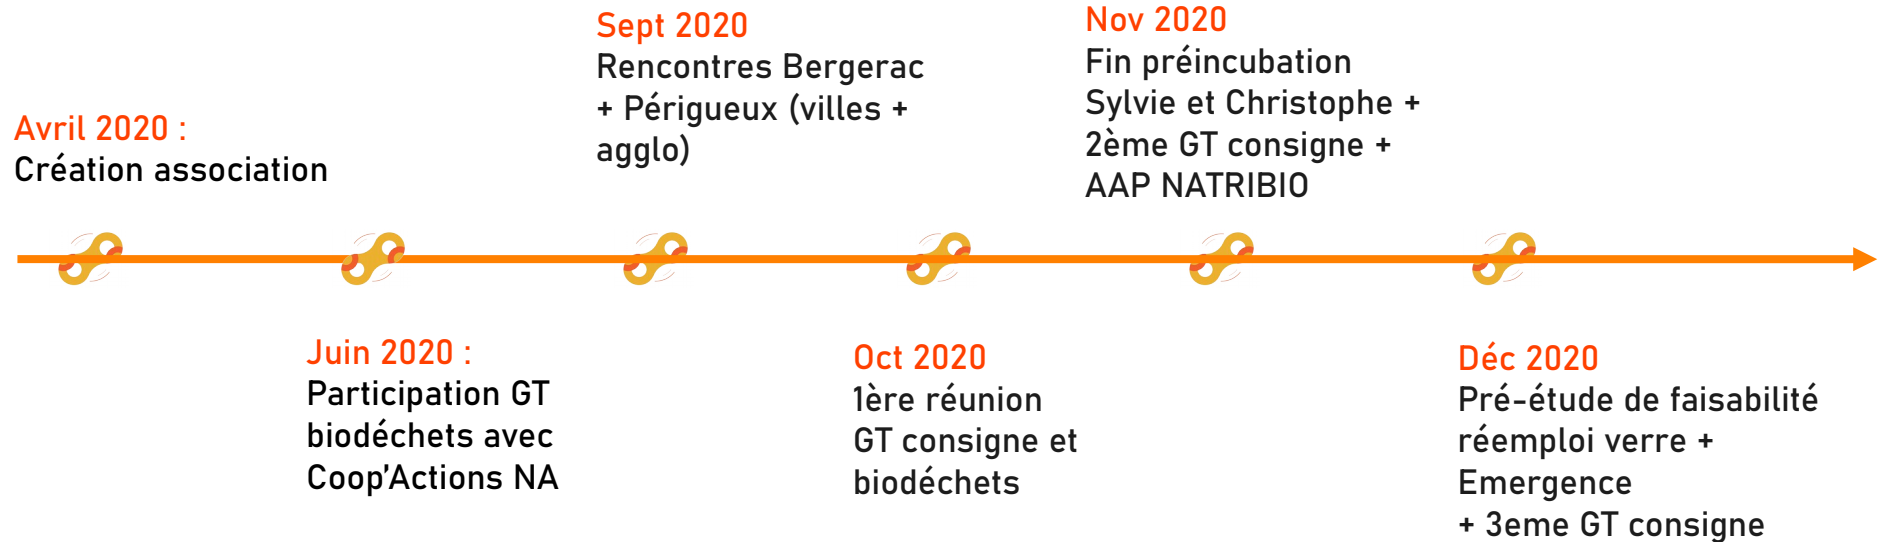 Avril 2020 :
Création association
Juin 2020 :
Participation GT
biodéchets avec
Coop'Actions NA
Sept 2020
Rencontres Bergerac
+ Périgueux (villes +
agglo)
Oct 2020
1ère réunion
GT consigne et
biodéchets
Nov 2020
Fin préincubation
Sylvie et Christophe +
2ème GT consigne +
AAP NATRIBIO
Déc 2020
Pré-étude de faisabilité
réemploi verre +
Emergence
+ 3eme GT consigne